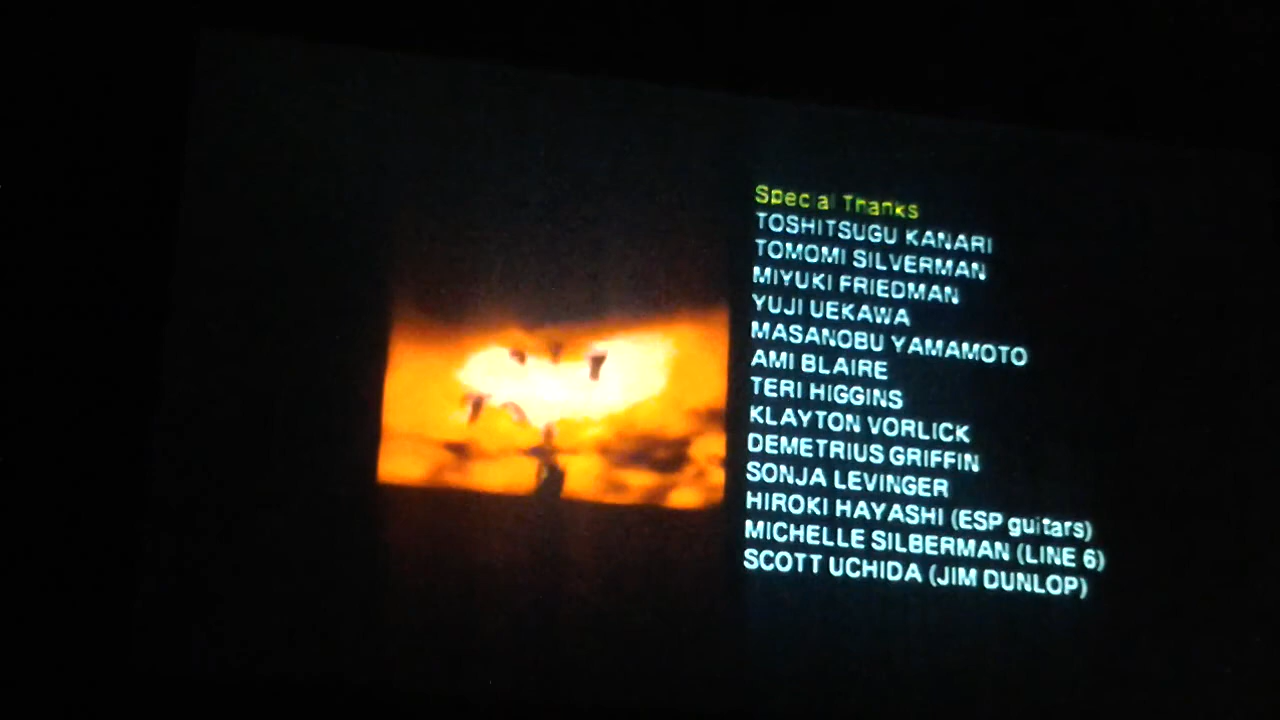 Special Thanks
TOSHITSUGU KANARI
TOMOMI SILVERMAN
MIYUKI FRIEDMAN
YUJI UEKAWA
MASANOBU YAMAMOTO
AMI BLAIRE
TERI HIGGINS
KLAYTON VORLICK
DEMETRIUS GRIFFIN
SONJA LEVINGER
HIROKI HAYASHI (ESP guitars)
MICHELLE SILBERMAN (LINE 6)
SCOTT UCHIDA (JIM DUNLOP)